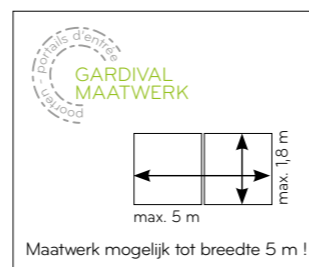 poorten - portails d'entrée
GARDIVAL
MAATWERK
max. 1,8 m
max. 5 m
Maatwerk mogelijk tot breedte 5 m !